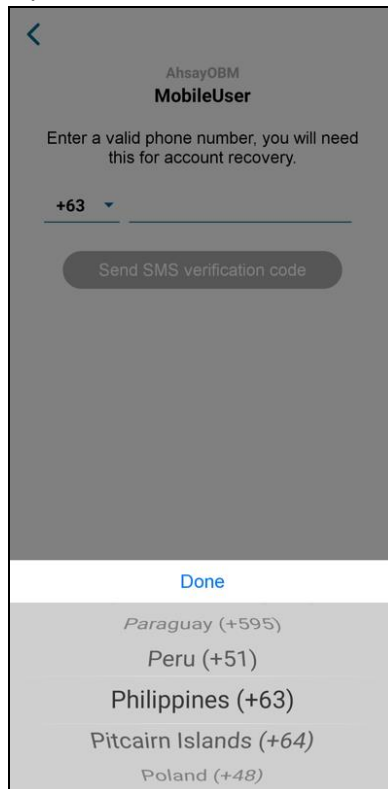 AhsayOBM
MobileUser
Enter a valid phone number, you will need
this for account recovery.
+63
Send SMS verification code
Done
Paraguay (+595)
Peru (+51)
Philippines (+63)
Pitcairn Islands (+64)
Poland (+48)